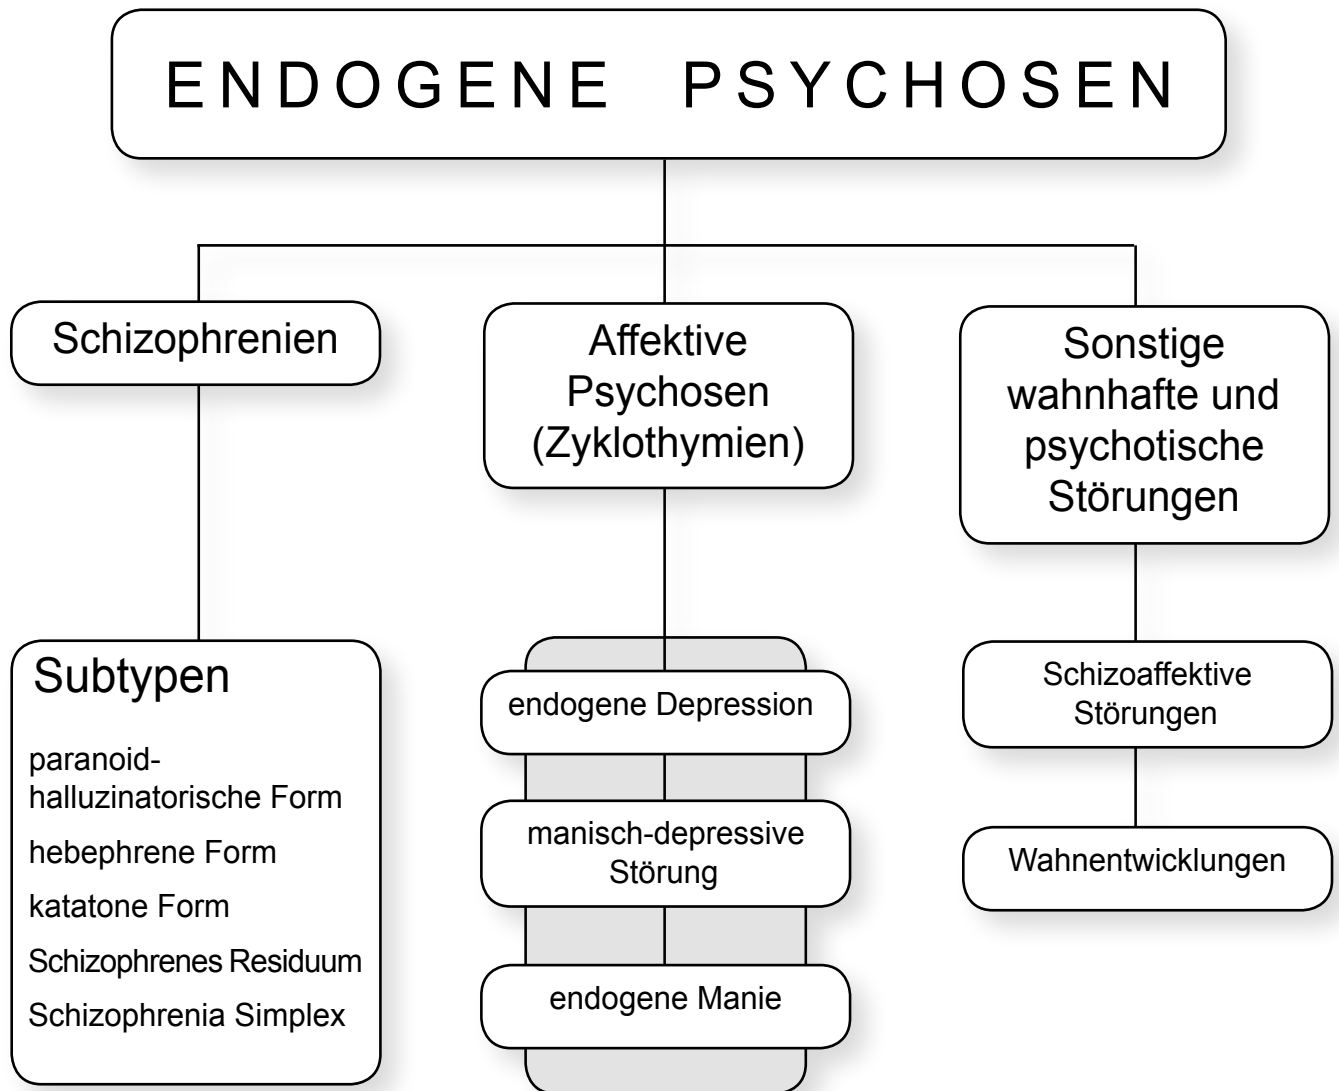 ENDOGENE PSYCHOSEN
Schizophrenien
Affektive
Psychosen
(Zyklothymien)
Sonstige
wahnhafte und
psychotische
Störungen
Subtypen
paranoid-
halluzinatorische Form
hebephrene Form
katatone Form
Schizophrenes Residuum
Schizophrenia Simplex
endogene Depression
manisch-depressive
Störung
endogene Manie
Schizoaffektive
Störungen
Wahnentwicklungen